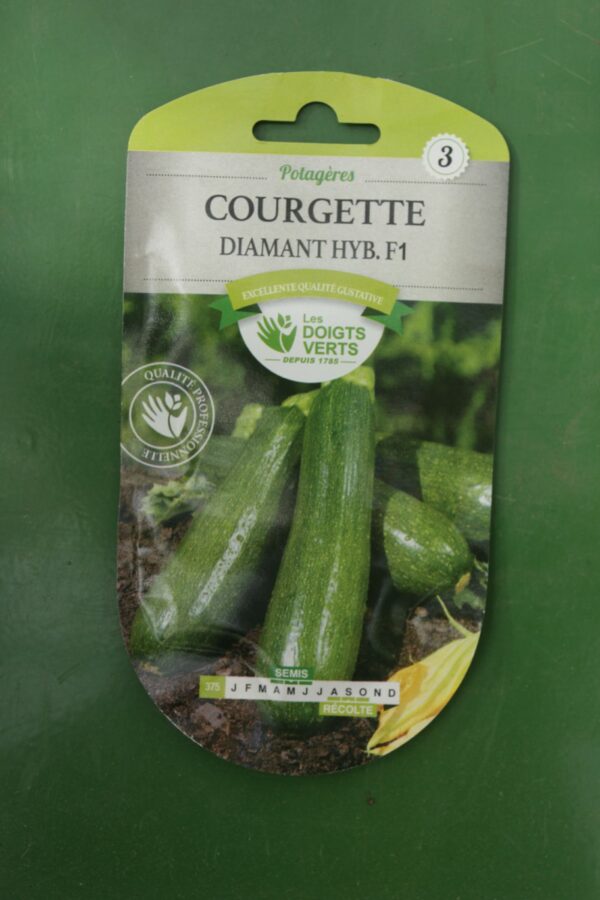 3
Potagères
COURGETTE
DIAMANT HYB. F1
EXCELLENTE QUALITÉ GUSTATIVE
Les
DOIGTS
VERTS
DEPUIS 1785
QUALITÉ PROFESSIONNELLE
SEMIS
375 J F M A M J J A S O N D
RÉCOLTE